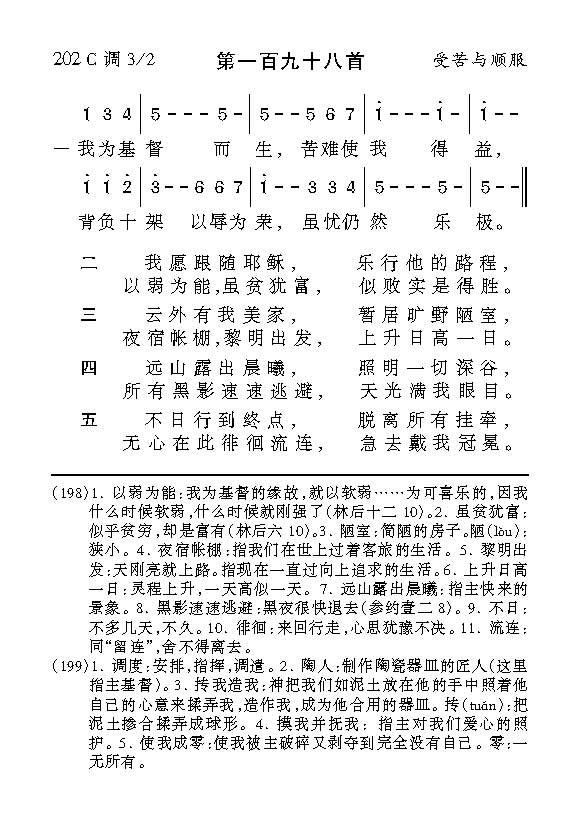 202 C 调 3/2 第一百九十八首 受苦与顺服
1 3 4 | 5 - - - 5 - | 5 - - 5 6 7 | i - - - i - | i - -
一 我为基 督 而 生， 苦难使 我 得 益，
i i 2̇ | 3̇ - - 6 6 7 | i - - 3 3 4 | 5 - - - 5 - | 5 - - ‖
背负十 架 以辱为 荣， 虽忧仍 然 乐 极。
二 我愿跟随耶稣， 乐行他的路程，
以弱为能，虽贫犹富， 似败实是得胜。
三 云外有我美家， 暂居旷野陋室，
夜宿帐棚，黎明出发， 上升日高一日。
四 远山露出晨曦， 照明一切深谷，
所有黑影速速逃避， 天光满我眼目。
五 不日行到终点， 脱离所有挂牵，
无心在此徘徊流连， 急去戴我冠冕。
(198)1. 以弱为能：我为基督的缘故，就以软弱……为可喜乐的，因我
什么时候软弱，什么时候就刚强了（林后十二 10）。2. 虽贫犹富：
似乎贫穷，却是富有（林后六 10）。3. 陋室：简陋的房子。陋(lòu)：
狭小。4. 夜宿帐棚：指我们在世上过着客旅的生活。5. 黎明出
发：天刚亮就上路。指现在一直过向上追求的生活。6. 上升日高
一日：灵程上升，一天高似一天。7. 远山露出晨曦：指主快来的
景象。8. 黑影速速逃避：黑夜很快退去（参约壹二 8）。9. 不日：
不多几天，不久。10. 徘徊：来回行走，心思犹豫不决。11. 流连：
同“留连”，舍不得离去。
(199)1. 调度：安排，指挥，调遣。2. 陶人：制作陶瓷器皿的匠人（这里
指主基督）。3. 抟我造我：神把我们如泥土放在他的手中照着他
自己的心意来揉弄我，造作我，成为他合用的器皿。抟(tuán)：把
泥土掺合揉弄成球形。4. 摸我并抚我：指主对我们爱心的照
护。5. 使我成零：使我被主破碎又剥夺到完全没有自己。零：一
无所有。